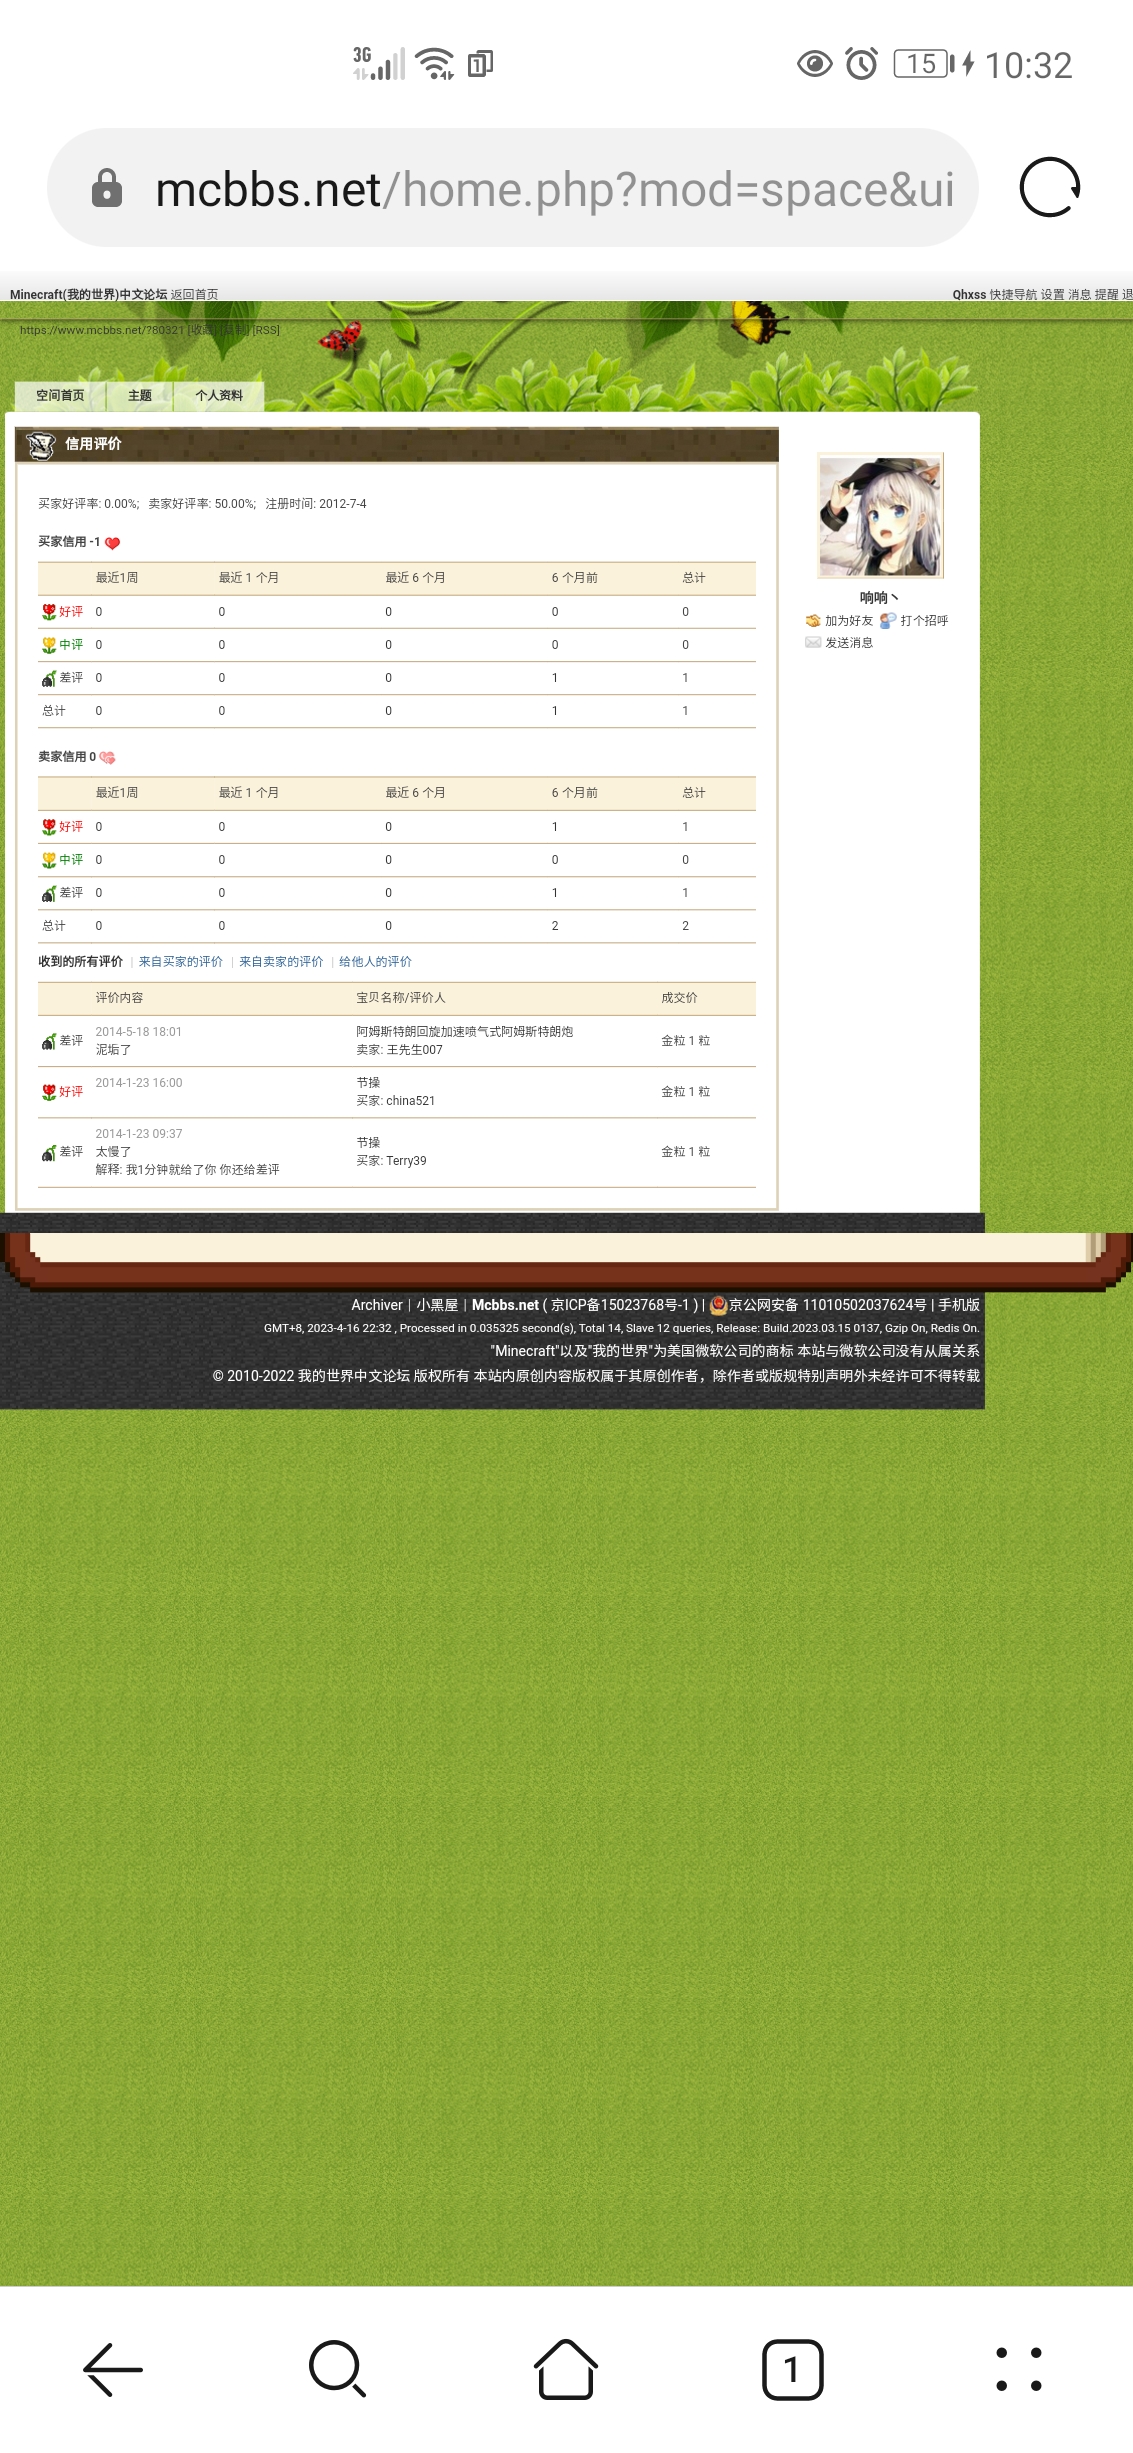 3G
15
10:32
mcbbs.net/home.php?mod=space&ui
Minecraft(我的世界)中文论坛 返回首页
Qhxss 快捷导航 设置 消息 提醒 退
https://www.mcbbs.net/?80321 [收藏] [复制] [RSS]
空间首页 主题 个人资料
信用评价
买家好评率: 0.00%; 卖家好评率: 50.00%; 注册时间: 2012-7-4
买家信用 -1
最近1周 最近 1 个月 最近 6 个月 6 个月前 总计
好评 0 0 0 0 0
中评 0 0 0 0 0
差评 0 0 0 1 1
总计 0 0 0 1 1
卖家信用 0
最近1周 最近 1 个月 最近 6 个月 6 个月前 总计
好评 0 0 0 1 1
中评 0 0 0 0 0
差评 0 0 0 1 1
总计 0 0 0 2 2
收到的所有评价 | 来自买家的评价 | 来自卖家的评价 | 给他人的评价
评价内容 宝贝名称/评价人 成交价
差评 2014-5-18 18:01 阿姆斯特朗回旋加速喷气式阿姆斯特朗炮 金粒 1 粒
泥垢了 卖家: 王先生007
好评 2014-1-23 16:00 节操 金粒 1 粒
买家: china521
2014-1-23 09:37
差评 太慢了 节操 金粒 1 粒
解释: 我1分钟就给了你 你还给差评 买家: Terry39
响响丶
加为好友 打个招呼
发送消息
Archiver | 小黑屋 | Mcbbs.net ( 京ICP备15023768号-1 ) | 京公网安备 11010502037624号 | 手机版
GMT+8, 2023-4-16 22:32 , Processed in 0.035325 second(s), Total 14, Slave 12 queries, Release: Build.2023.03.15 0137, Gzip On, Redis On.
"Minecraft"以及"我的世界"为美国微软公司的商标 本站与微软公司没有从属关系
© 2010-2022 我的世界中文论坛 版权所有 本站内原创内容版权属于其原创作者，除作者或版规特别声明外未经许可不得转载
1